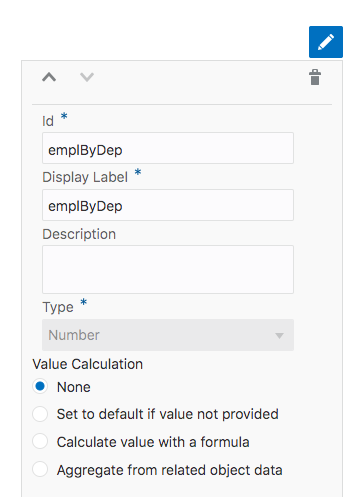 Id *
emplByDep
Display Label *
emplByDep
Description
Type *
Number
Value Calculation
None
Set to default if value not provided
Calculate value with a formula
Aggregate from related object data